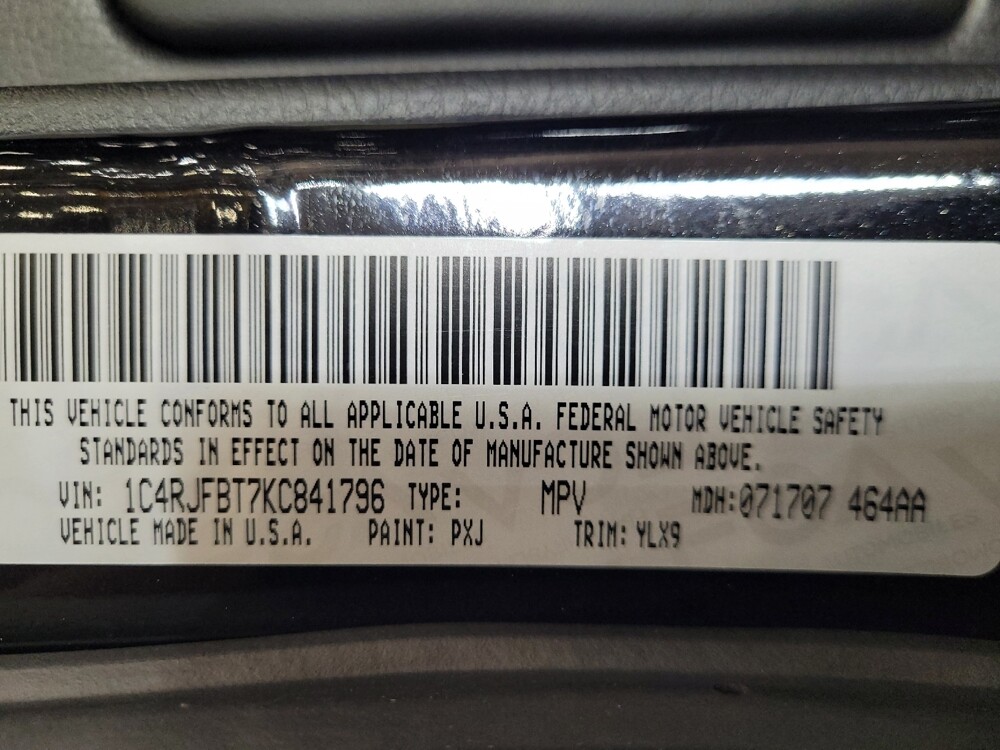 THIS VEHICLE CONFORMS TO ALL APPLICABLE U.S.A. FEDERAL MOTOR VEHICLE SAFETY
STANDARDS IN EFFECT ON THE DATE OF MANUFACTURE SHOWN ABOVE.
VIN: 1C4RJFBT7KC841796 TYPE: MPV MDH:071707 464AA
VEHICLE MADE IN U.S.A. PAINT: PXJ TRIM: YLX9